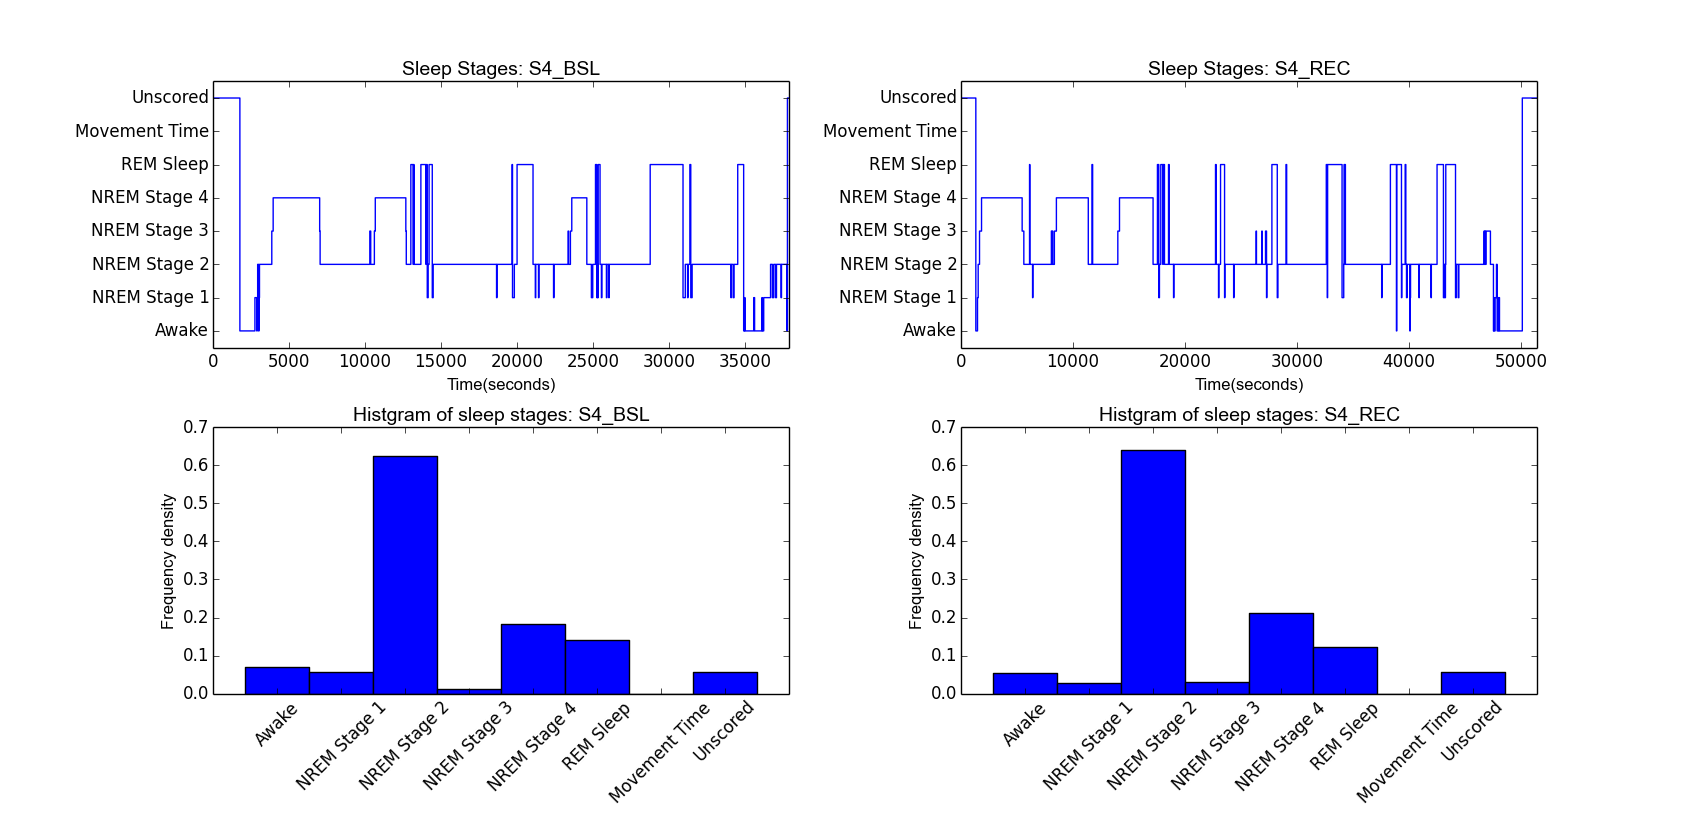 Sleep Stages: S4_BSL
Unscored
Movement Time
REM Sleep
NREM Stage 4
NREM Stage 3
NREM Stage 2
NREM Stage 1
Awake
0 5000 10000 15000 20000 25000 30000 35000
Time(seconds)
Sleep Stages: S4_REC
Unscored
Movement Time
REM Sleep
NREM Stage 4
NREM Stage 3
NREM Stage 2
NREM Stage 1
Awake
0 10000 20000 30000 40000 50000
Time(seconds)
Histgram of sleep stages: S4_BSL
Frequency density
0.7
0.6
0.5
0.4
0.3
0.2
0.1
0.0
Awake
NREM Stage 1
NREM Stage 2
NREM Stage 3
NREM Stage 4
REM Sleep
Movement Time
Unscored
Histgram of sleep stages: S4_REC
Frequency density
0.7
0.6
0.5
0.4
0.3
0.2
0.1
0.0
Awake
NREM Stage 1
NREM Stage 2
NREM Stage 3
NREM Stage 4
REM Sleep
Movement Time
Unscored